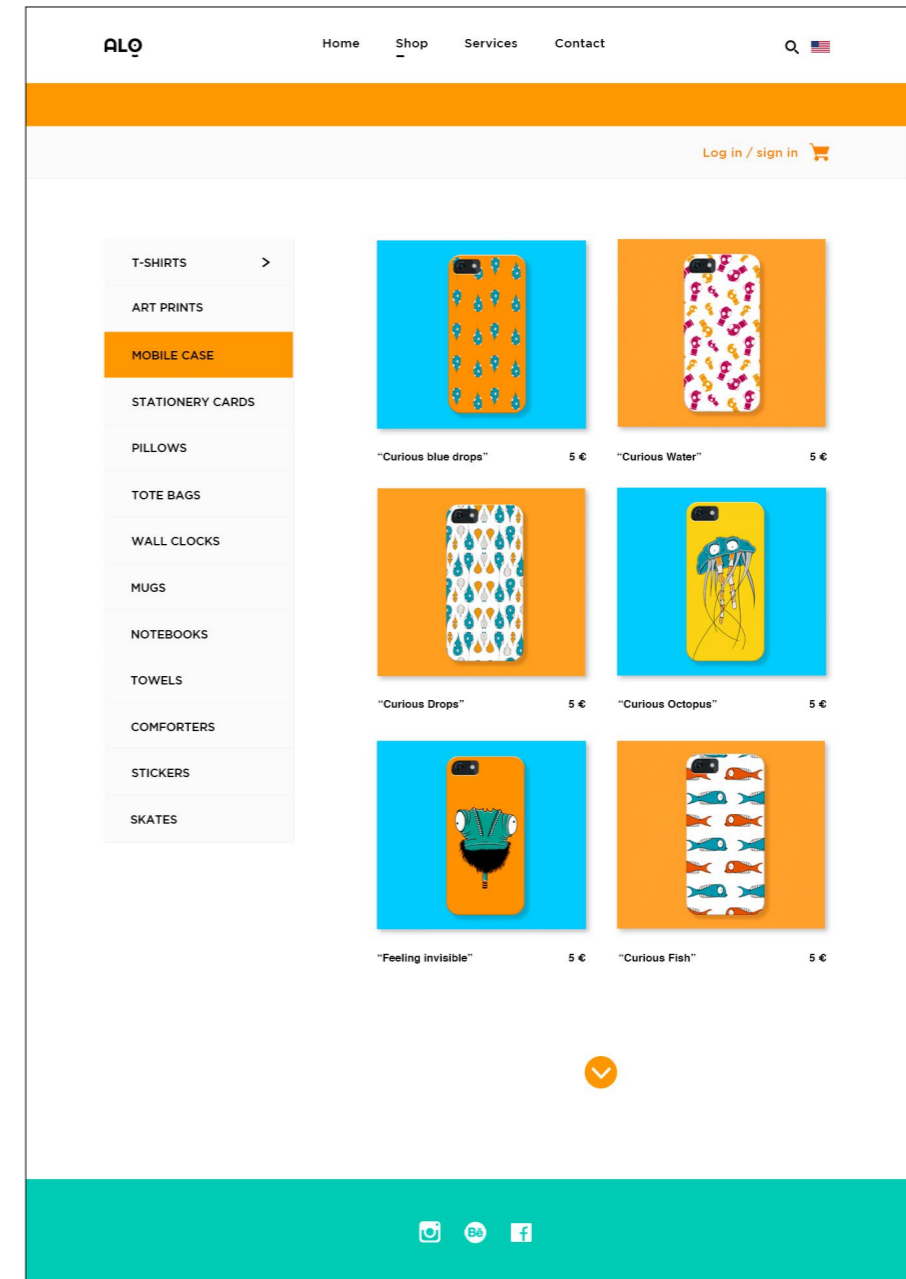 ALO
Home Shop Services Contact
Log in / sign in
T-SHIRTS >
ART PRINTS
MOBILE CASE
STATIONERY CARDS
PILLOWS
TOTE BAGS
WALL CLOCKS
MUGS
NOTEBOOKS
TOWELS
COMFORTERS
STICKERS
SKATES
“Curious blue drops” 5 €
“Curious Water” 5 €
“Curious Drops” 5 €
“Curious Octopus” 5 €
“Feeling invisible” 5 €
“Curious Fish” 5 €
Bē
f